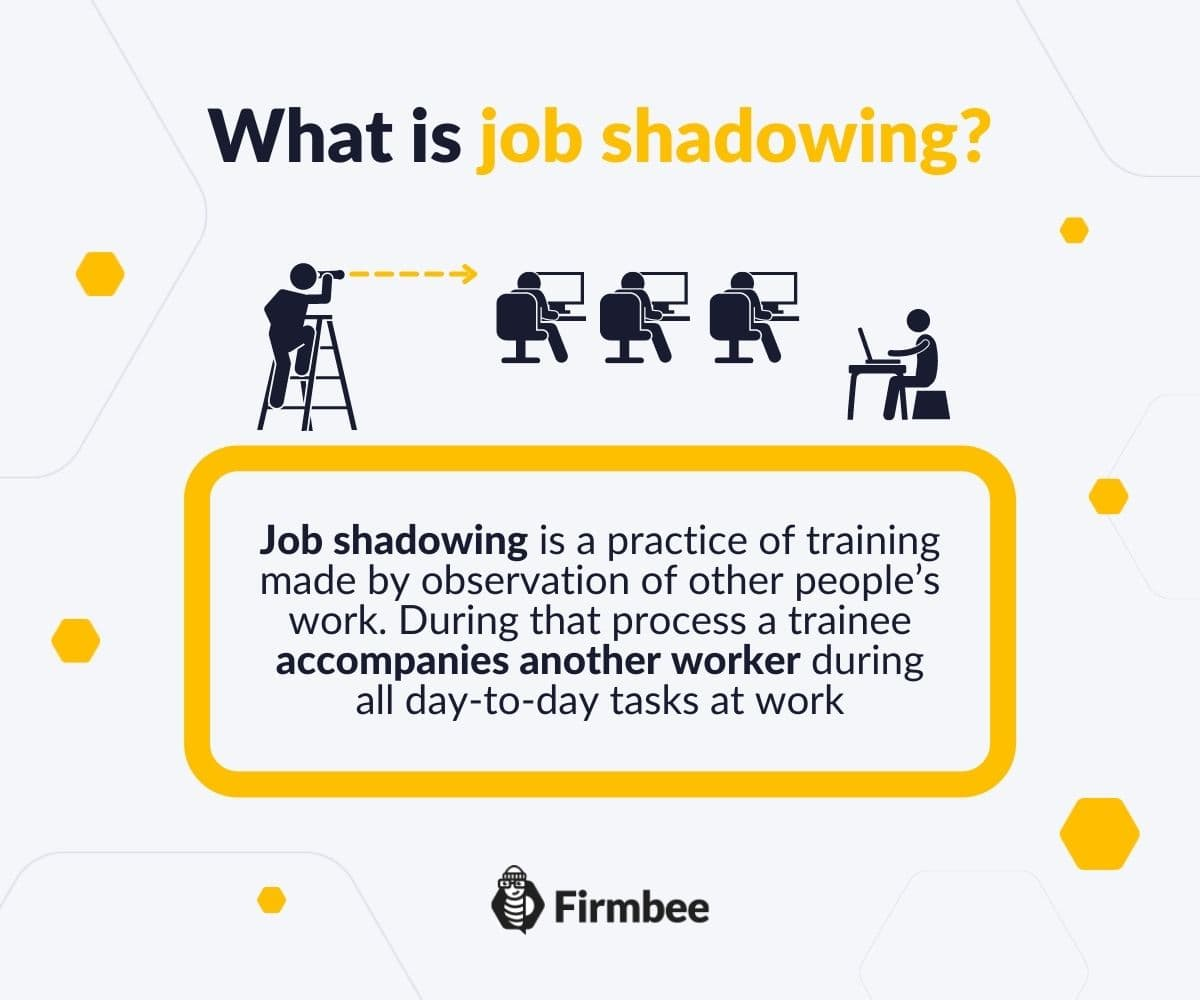 What is job shadowing?
Job shadowing is a practice of training
made by observation of other people’s
work. During that process a trainee
accompanies another worker during
all day-to-day tasks at work
Firmbee